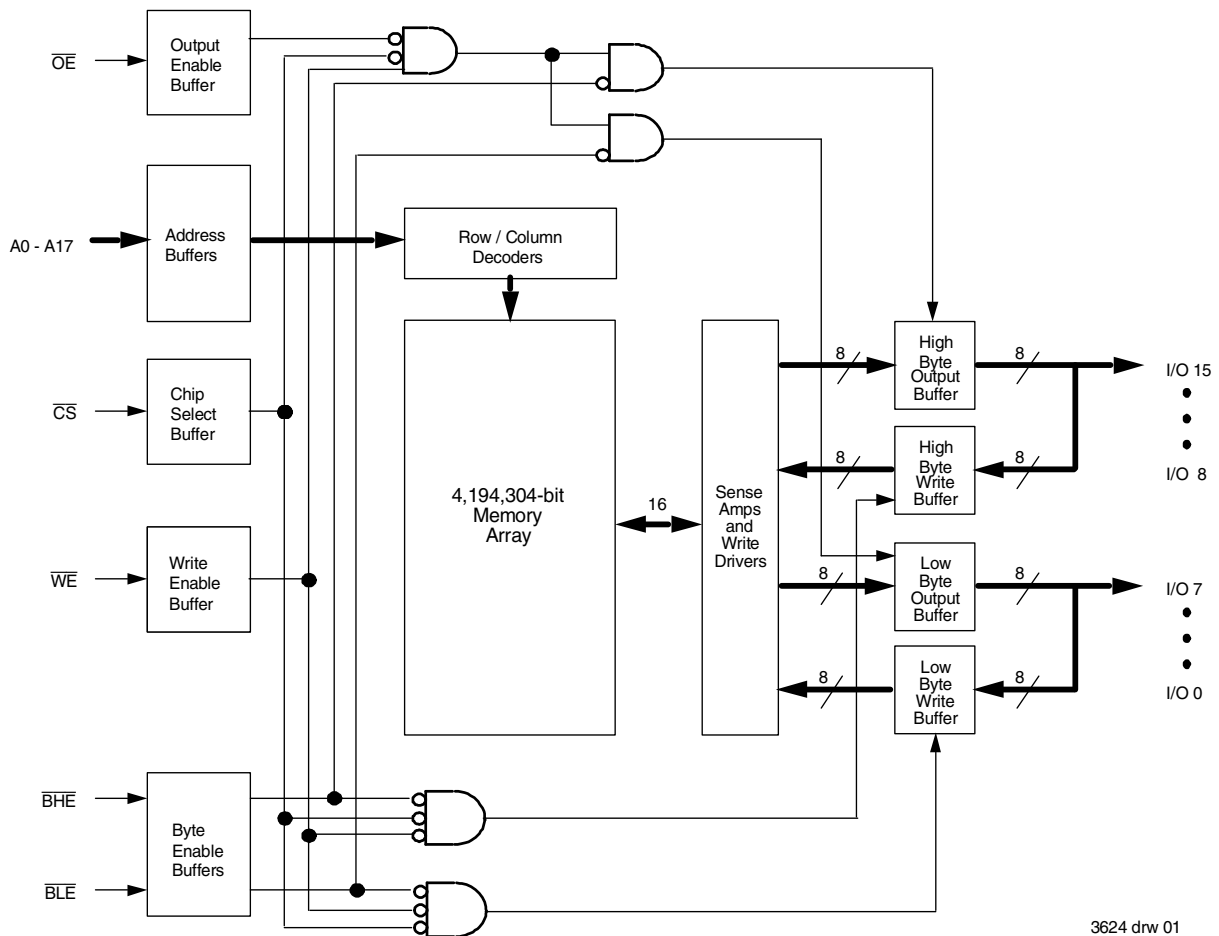 OE
Output
Enable
Buffer
A0 - A17
Address
Buffers
Row / Column
Decoders
CS
Chip
Select
Buffer
WE
Write
Enable
Buffer
4,194,304-bit
Memory
Array
16
Sense
Amps
and
Write
Drivers
8
High
Byte
Output
Buffer
8
I/O 15
8
High
Byte
Write
Buffer
8
I/O 8
8
Low
Byte
Output
Buffer
8
I/O 7
8
Low
Byte
Write
Buffer
8
I/O 0
BHE
Byte
Enable
Buffers
BLE
3624 drw 01